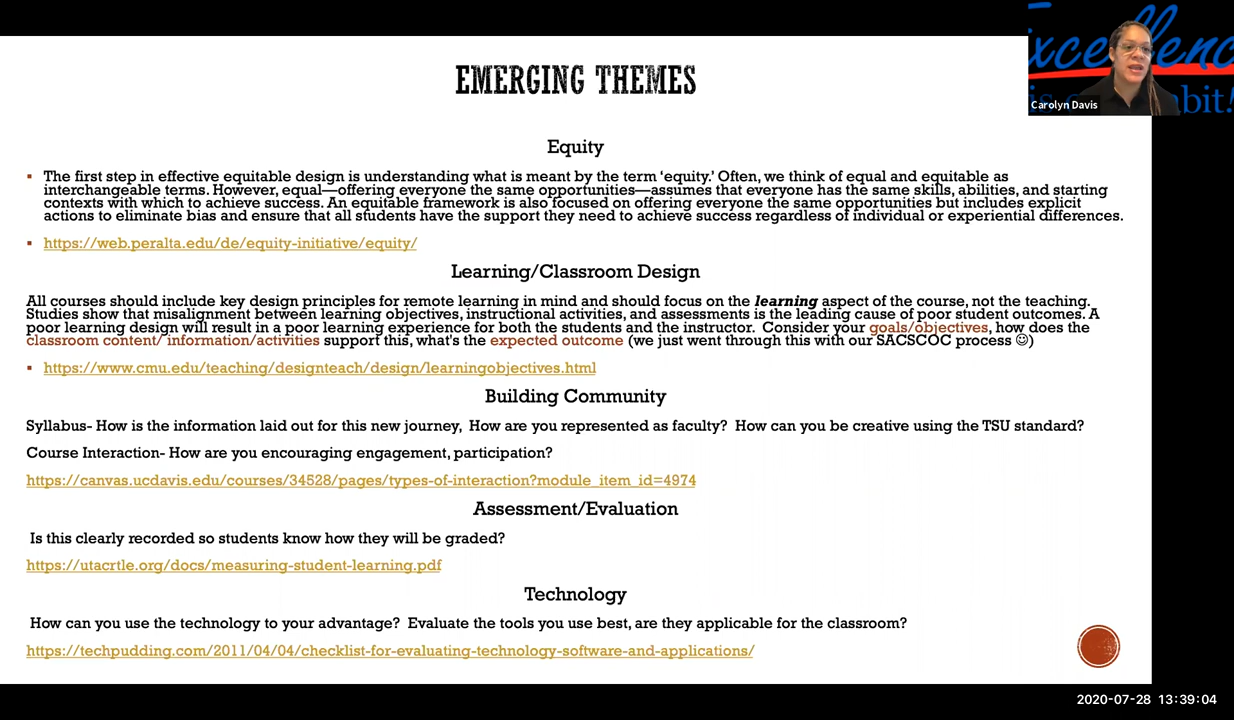 Excellenc
abit!
Carolyn Davis
EMERGING THEMES
Equity
▪ The first step in effective equitable design is understanding what is meant by the term 'equity.' Often, we think of equal and equitable as
interchangeable terms. However, equal—offering everyone the same opportunities—assumes that everyone has the same skills, abilities, and starting
contexts with which to achieve success. An equitable framework is also focused on offering everyone the same opportunities but includes explicit
actions to eliminate bias and ensure that all students have the support they need to achieve success regardless of individual or experiential differences.
▪ https://web.peralta.edu/de/equity-initiative/equity/
Learning/Classroom Design
All courses should include key design principles for remote learning in mind and should focus on the learning aspect of the course, not the teaching.
Studies show that misalignment between learning objectives, instructional activities, and assessments is the leading cause of poor student outcomes. A
poor learning design will result in a poor learning experience for both the students and the instructor. Consider your goals/objectives, how does the
classroom content/ information/activities support this, what's the expected outcome (we just went through this with our SACSCOC process ☺)
▪ https://www.cmu.edu/teaching/designteach/design/learningobjectives.html
Building Community
Syllabus- How is the information laid out for this new journey, How are you represented as faculty? How can you be creative using the TSU standard?
Course Interaction- How are you encouraging engagement, participation?
https://canvas.ucdavis.edu/courses/34528/pages/types-of-interaction?module_item_id=4974
Assessment/Evaluation
Is this clearly recorded so students know how they will be graded?
https://utacrtle.org/docs/measuring-student-learning.pdf
Technology
How can you use the technology to your advantage? Evaluate the tools you use best, are they applicable for the classroom?
https://techpudding.com/2011/04/04/checklist-for-evaluating-technology-software-and-applications/
2020-07-28 13:39:04